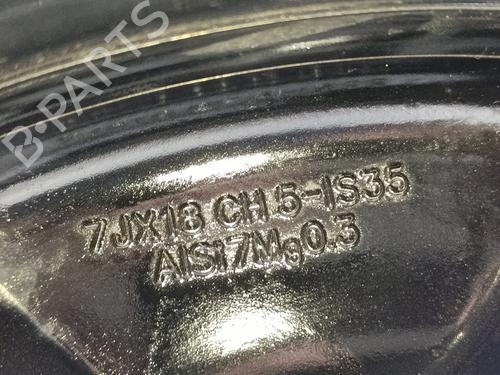 B-PARTS
7JX18 CH 5-IS35
AlSi7Mg0.3